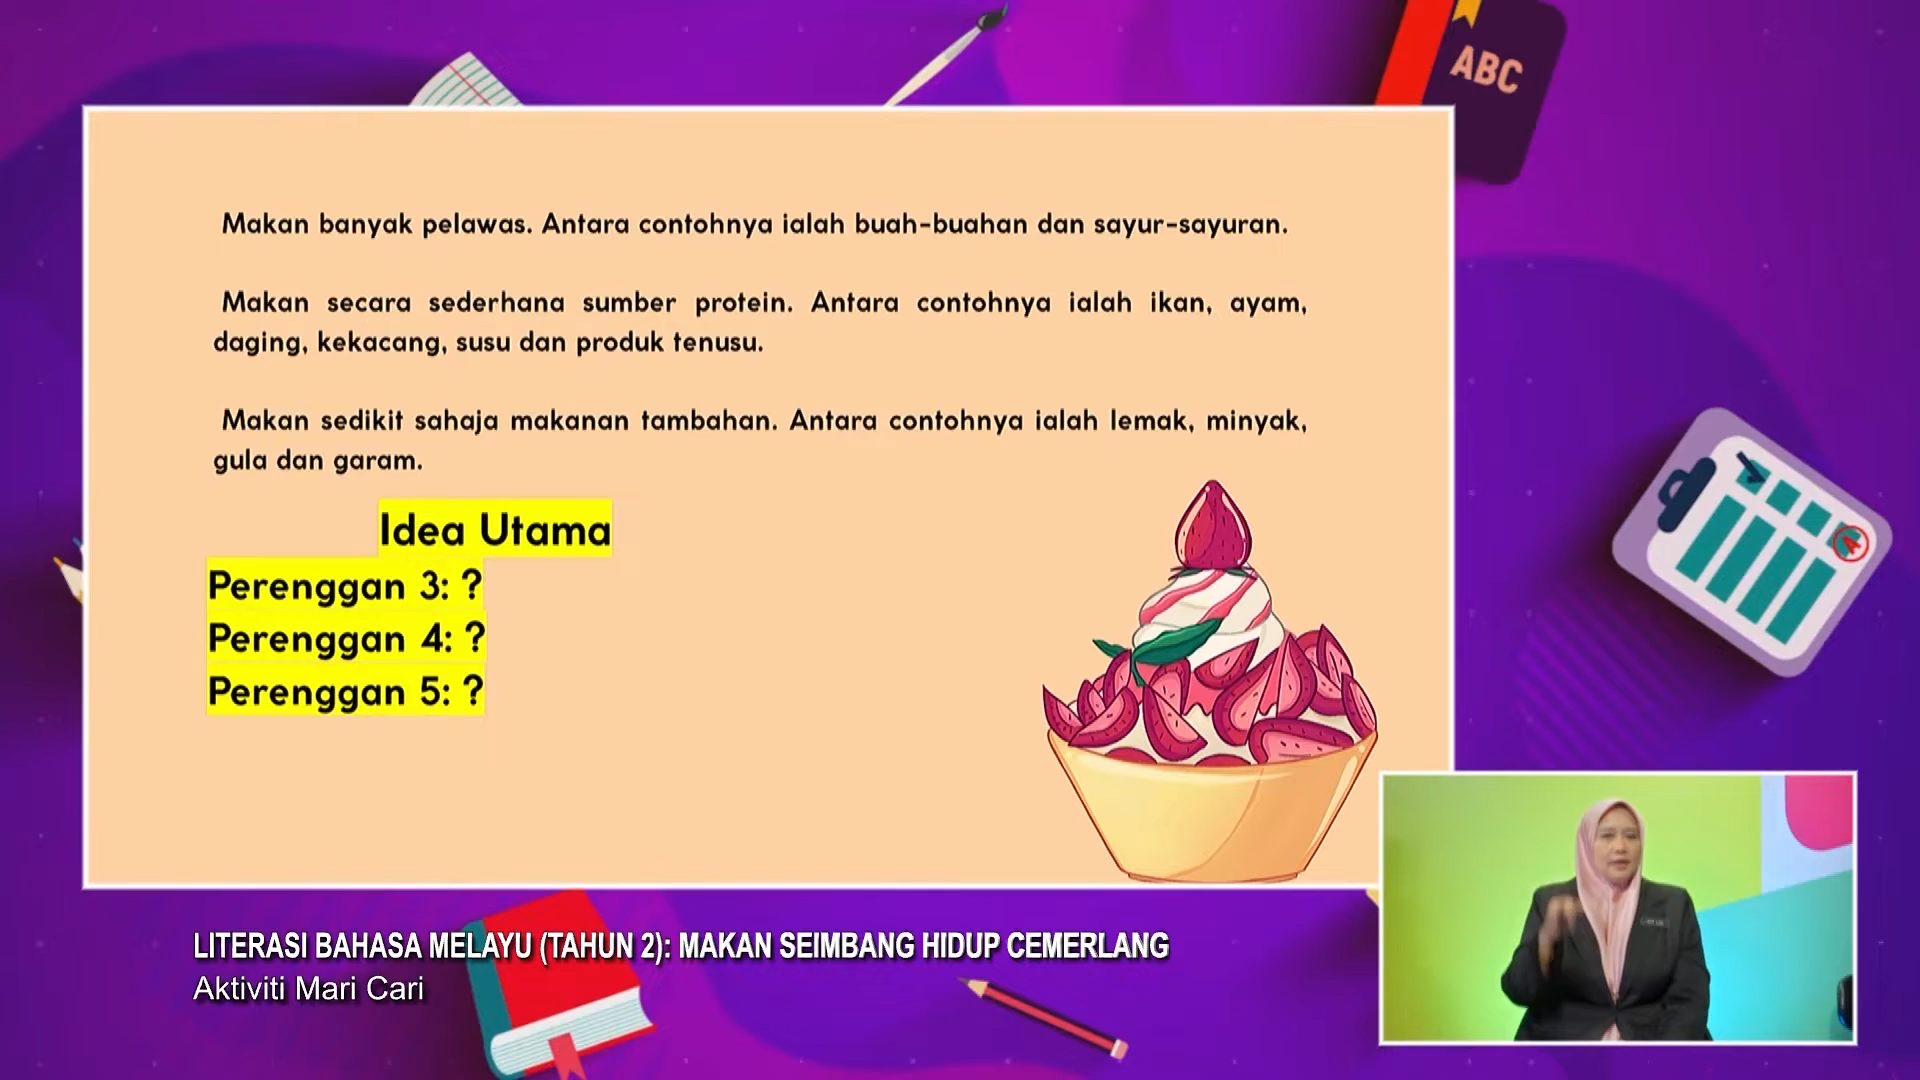 ABC
Makan banyak pelawas. Antara contohnya ialah buah-buahan dan sayur-sayuran.
Makan secara sederhana sumber protein. Antara contohnya ialah ikan, ayam,
daging, kekacang, susu dan produk tenusu.
Makan sedikit sahaja makanan tambahan. Antara contohnya ialah lemak, minyak,
gula dan garam.
Idea Utama
Perenggan 3: ?
Perenggan 4: ?
Perenggan 5: ?
A
LITERASI BAHASA MELAYU (TAHUN 2): MAKAN SEIMBANG HIDUP CEMERLANG
Aktiviti Mari Cari